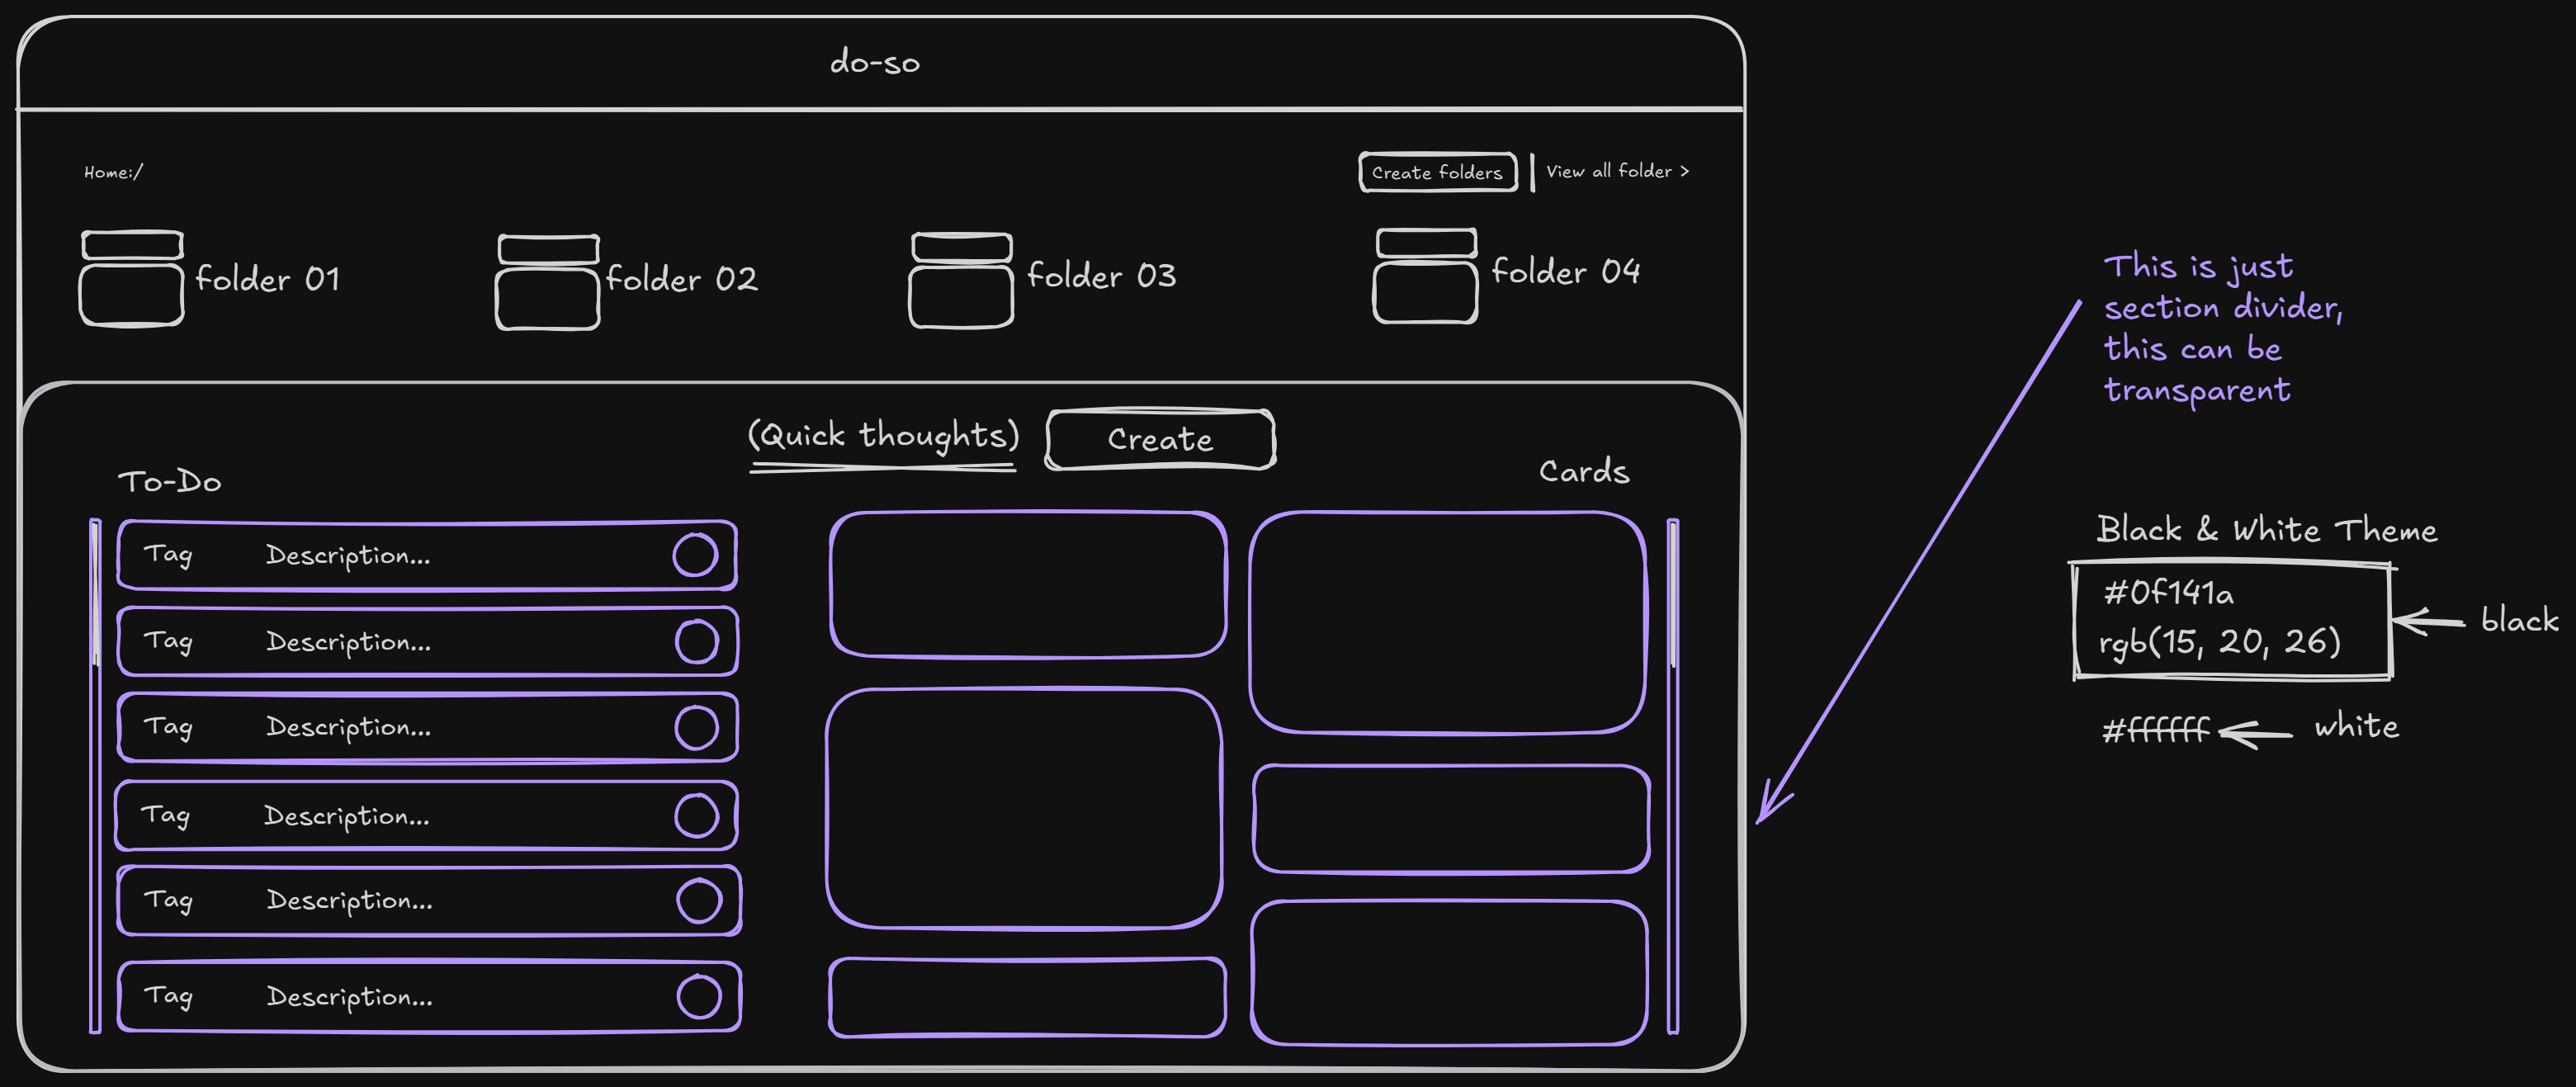 do-so
Home:/
Create folders
View all folder >
folder 01
folder 02
folder 03
folder 04
(Quick thoughts)
Create
To-Do
Cards
Tag Description...
Tag Description...
Tag Description...
Tag Description...
Tag Description...
Tag Description...
This is just
section divider,
this can be
transparent
Black & White Theme
#0f141a
rgb(15, 20, 26)
black
#ffffff
white